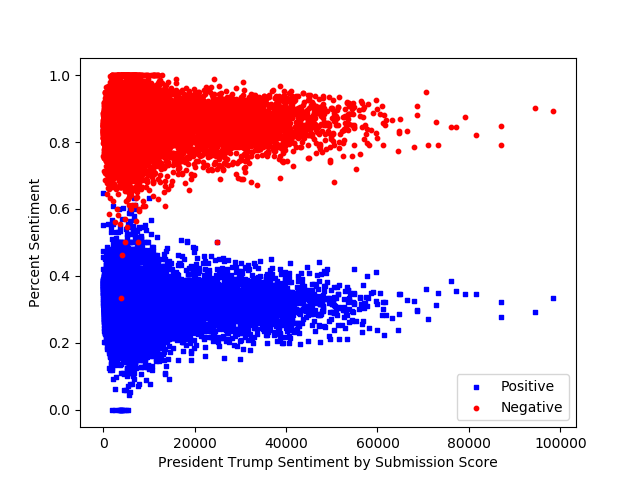 1.0
0.8
0.6
0.4
0.2
0.0
Percent Sentiment
0 20000 40000 60000 80000 100000
President Trump Sentiment by Submission Score
Positive
Negative